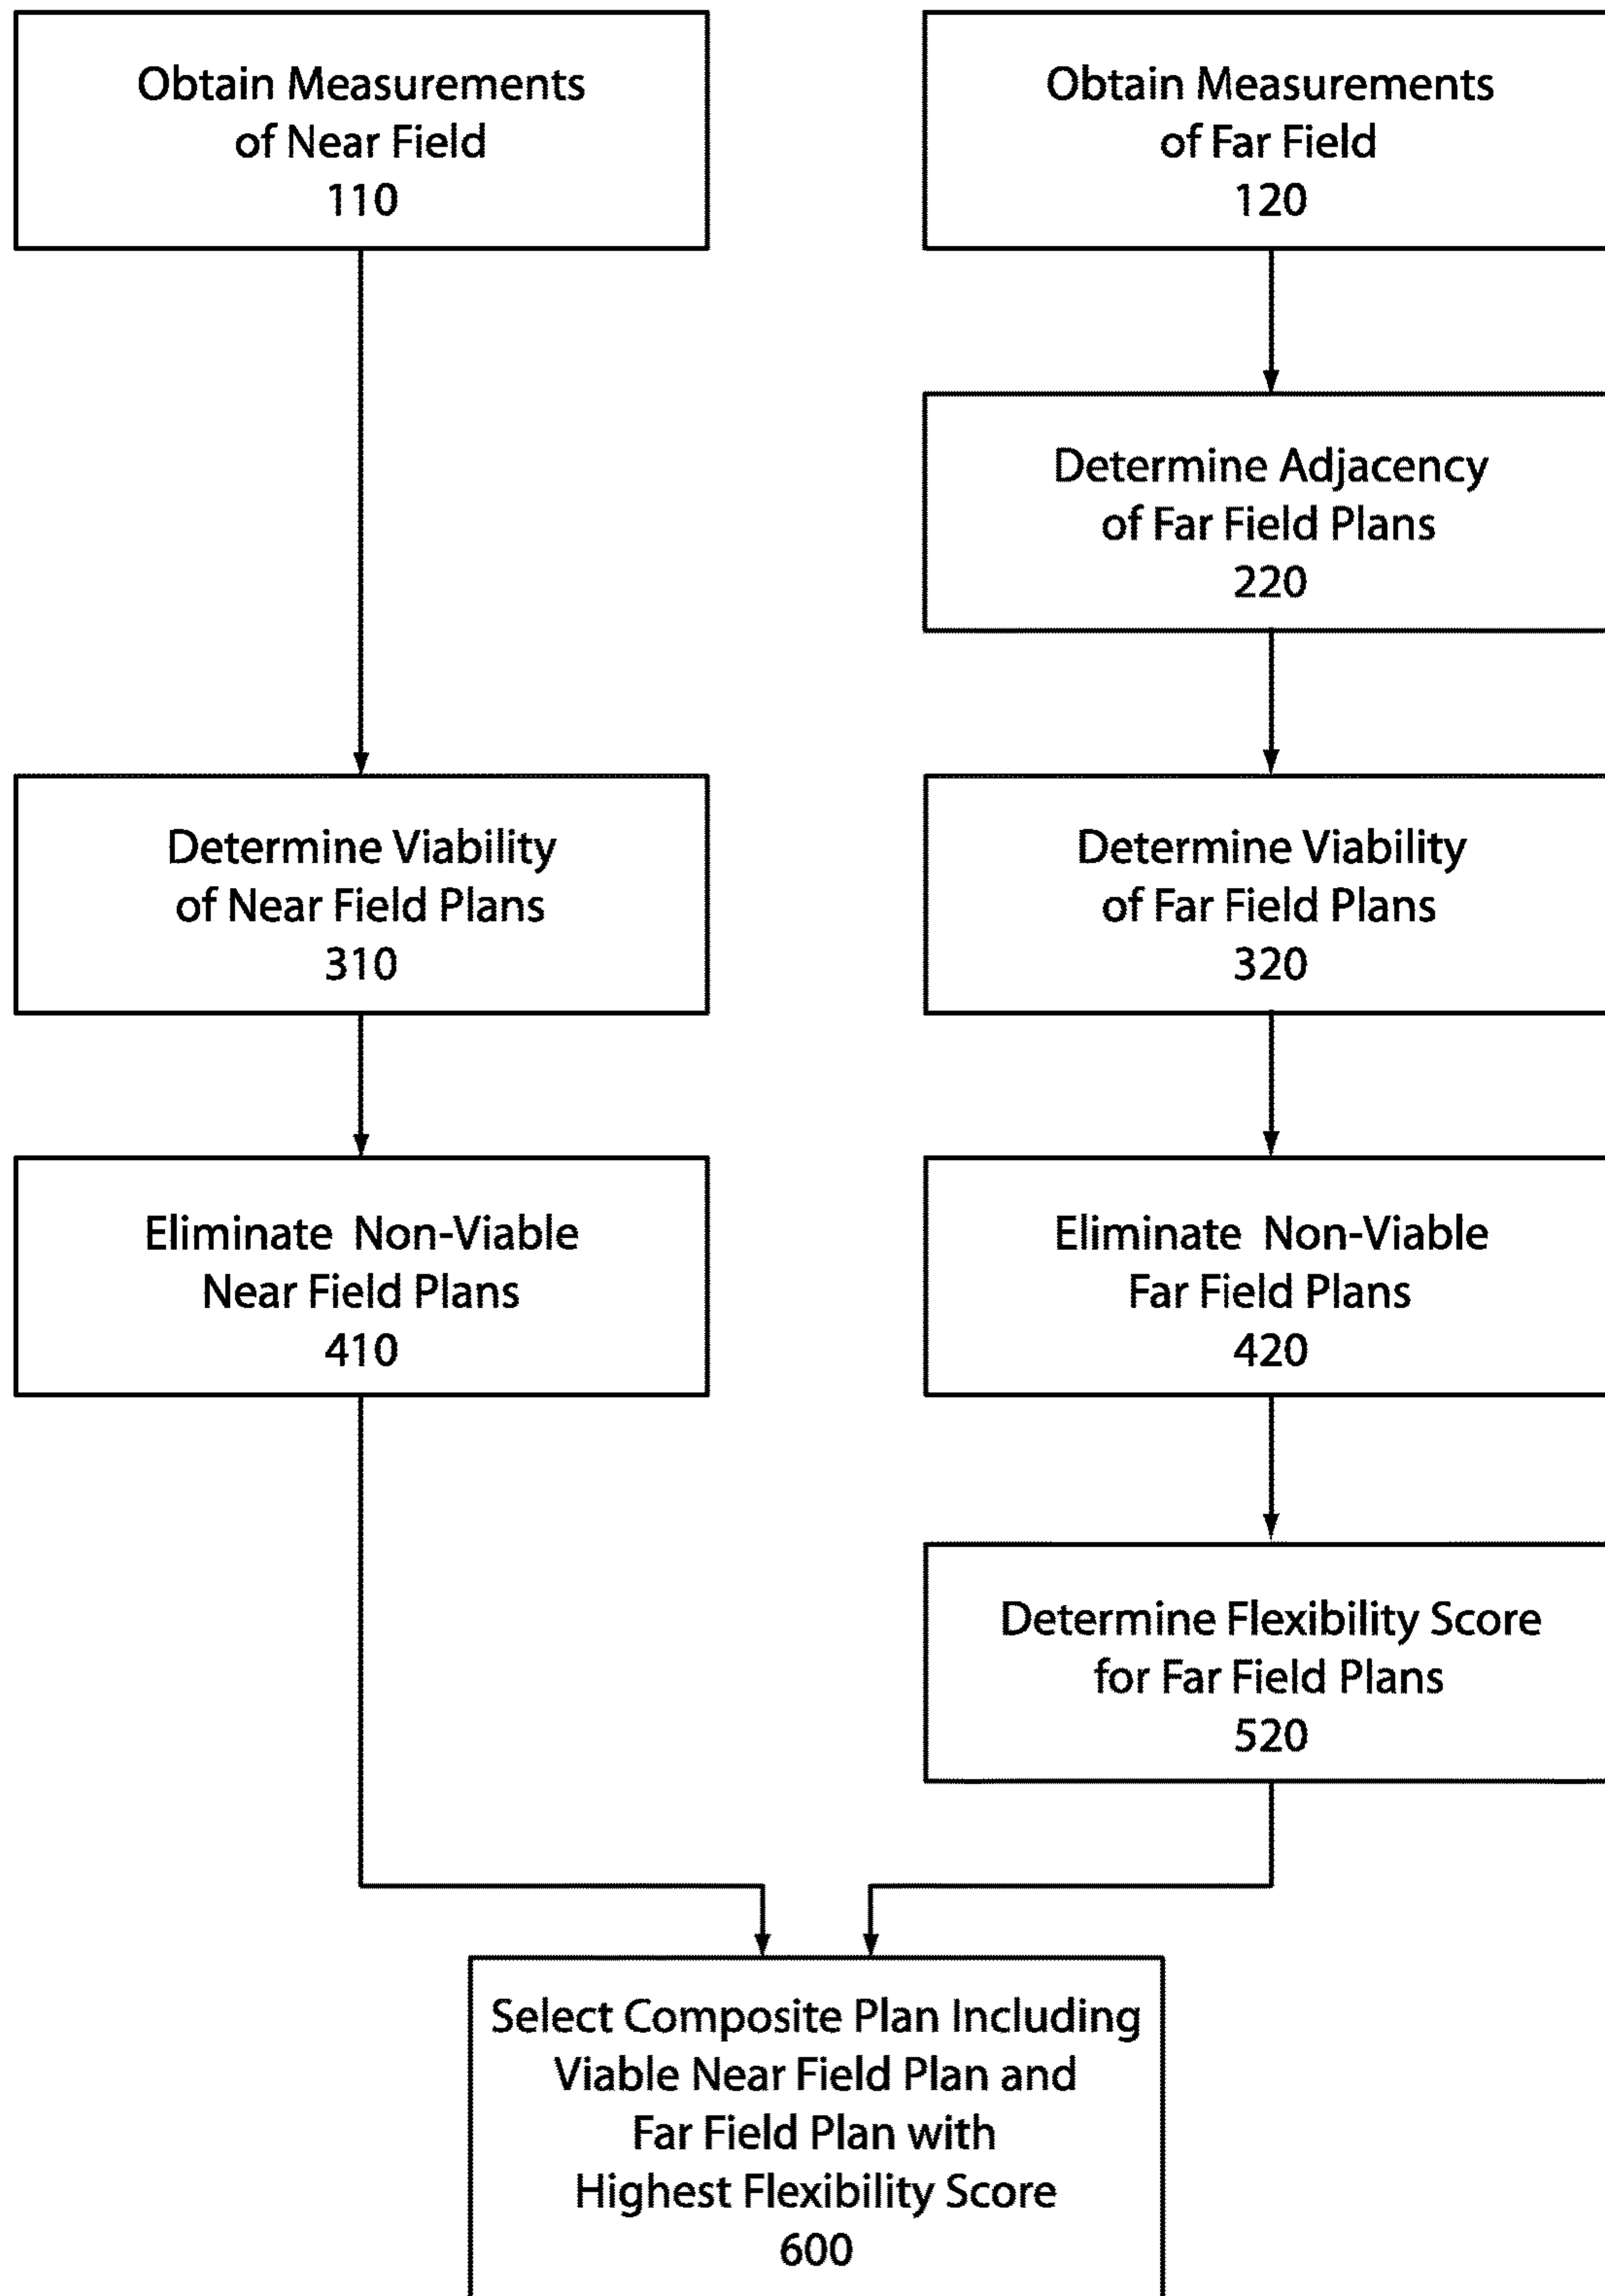 Obtain Measurements
of Near Field
110
Obtain Measurements
of Far Field
120
Determine Adjacency
of Far Field Plans
220
Determine Viability
of Near Field Plans
310
Determine Viability
of Far Field Plans
320
Eliminate Non-Viable
Near Field Plans
410
Eliminate Non-Viable
Far Field Plans
420
Determine Flexibility Score
for Far Field Plans
520
Select Composite Plan Including
Viable Near Field Plan and
Far Field Plan with
Highest Flexibility Score
600